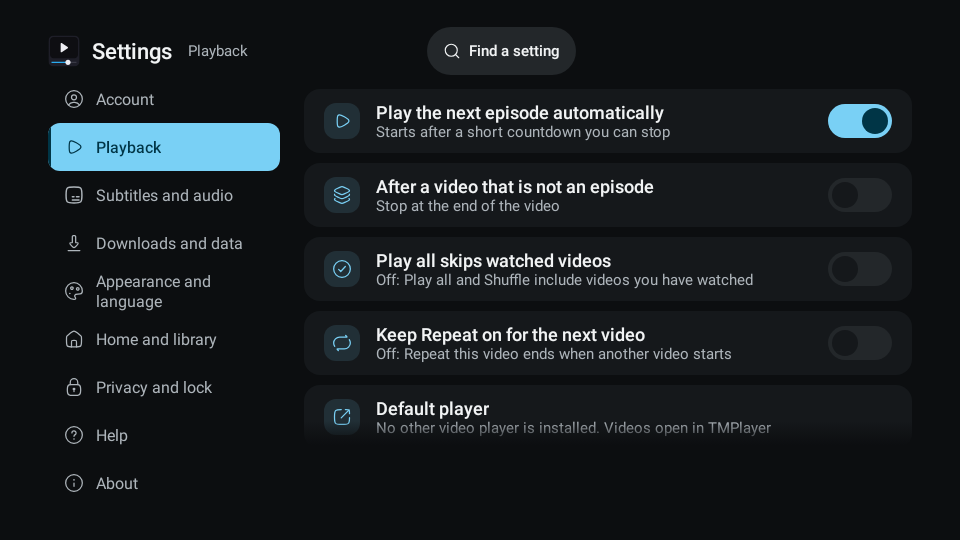 Settings
Playback
Find a setting
Account
Playback
Subtitles and audio
Downloads and data
Appearance and
language
Home and library
Privacy and lock
Help
About
Play the next episode automatically
Starts after a short countdown you can stop
After a video that is not an episode
Stop at the end of the video
Play all skips watched videos
Off: Play all and Shuffle include videos you have watched
Keep Repeat on for the next video
Off: Repeat this video ends when another video starts
Default player
No other video player is installed. Videos open in TMPlayer